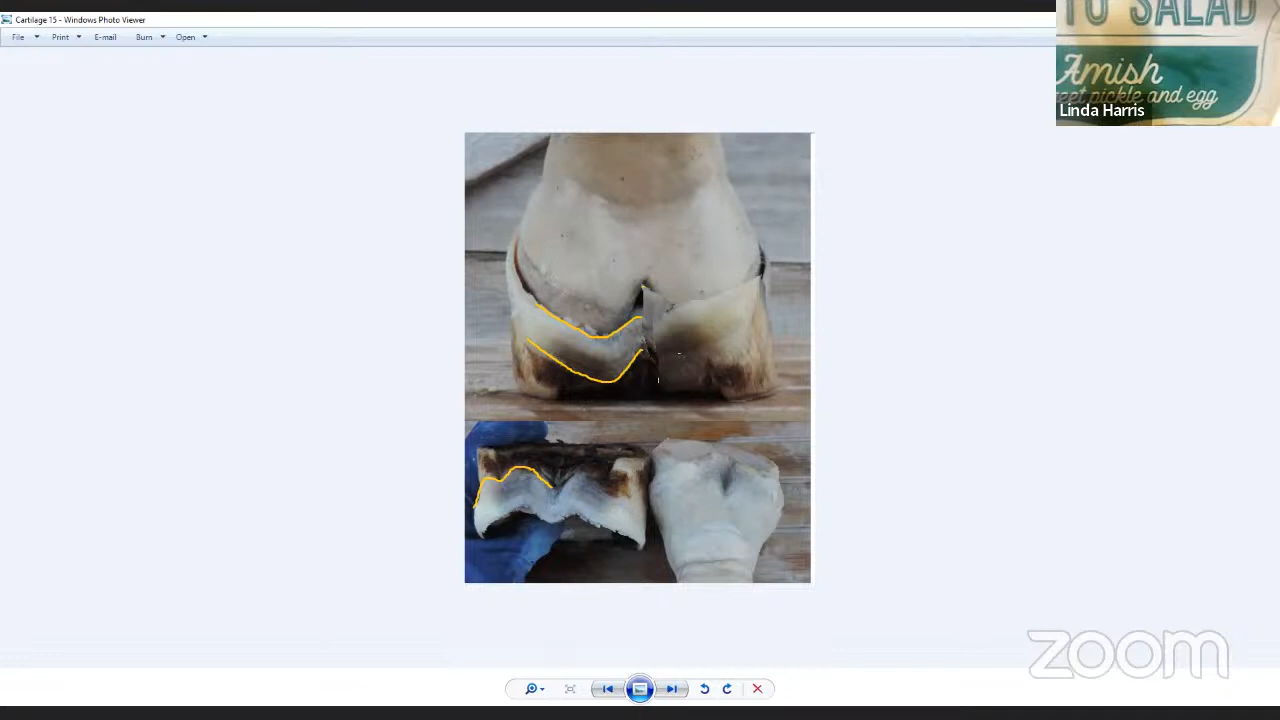 Cartilage 15 - Windows Photo Viewer
File Print E-mail Burn Open
TO SALAD
Amish
eet pickle and egg
Linda Harris
zoom